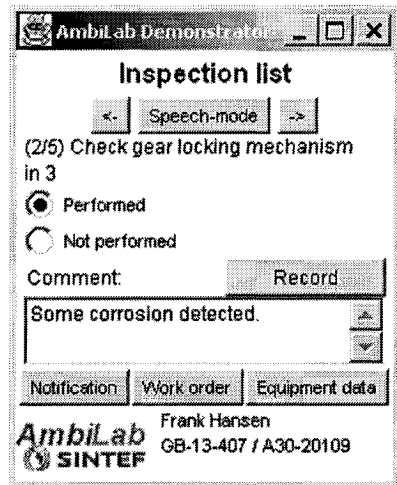 AmbiLab Demonstrator
Inspection list
<- Speech-mode ->
(2/5) Check gear locking mechanism
in 3
Performed
Not performed
Comment: Record
Some corrosion detected.
Notification Work order Equipment data
AmbiLab Frank Hansen
SINTEF GB-13-407 / A30-20109